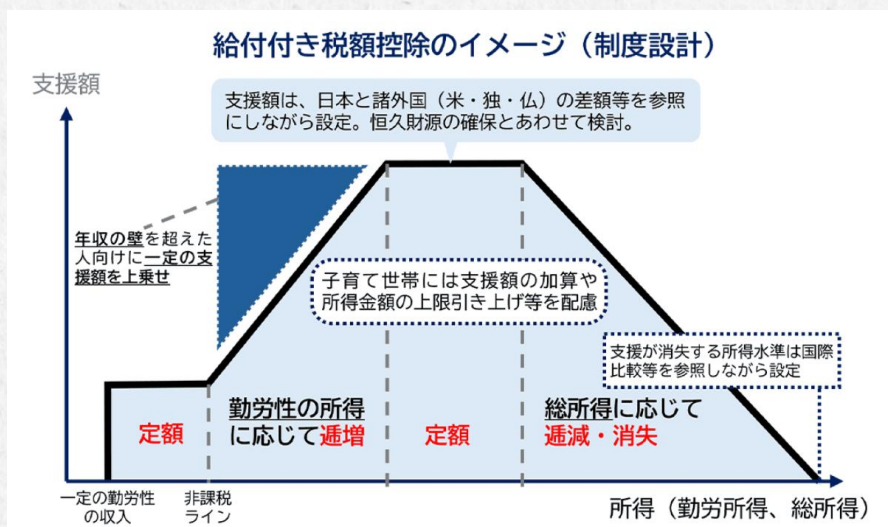 給付付き税額控除のイメージ（制度設計）
支援額
支援額は、日本と諸外国（米・独・仏）の差額等を参照
にしながら設定。恒久財源の確保とあわせて検討。
年収の壁を超えた
人向けに一定の支
援額を上乗せ
子育て世帯には支援額の加算や
所得金額の上限引き上げ等を配慮
支援が消失する所得水準は国際
比較等を参照しながら設定
定額
勤労性の所得
に応じて逓増
定額
総所得に応じて
逓減・消失
一定の勤労性
の収入
非課税
ライン
所得（勤労所得、総所得）